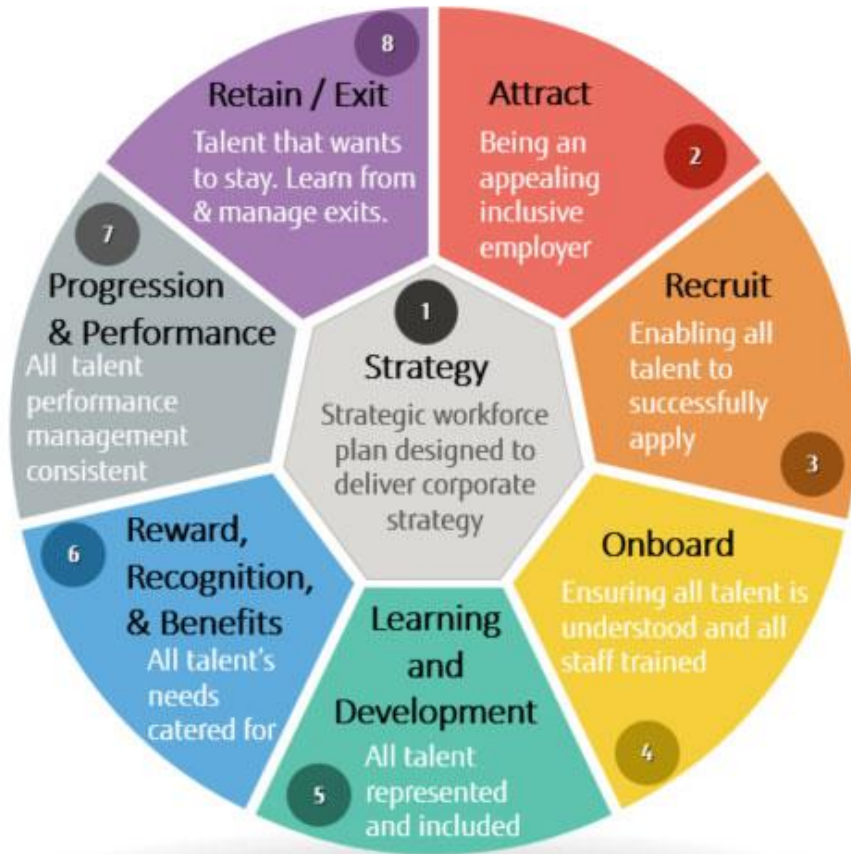 1
Strategy
Strategic workforce
plan designed to
deliver corporate
strategy
2
Attract
Being an
appealing
inclusive
employer
3
Recruit
Enabling all
talent to
successfully
apply
4
Onboard
Ensuring all talent is
understood and all
staff trained
5
Learning
and
Development
All talent
represented
and included
6
Reward,
Recognition,
& Benefits
All talent's
needs
catered for
7
Progression
& Performance
All talent
performance
management
consistent
8
Retain / Exit
Talent that wants
to stay. Learn from
& manage exits.